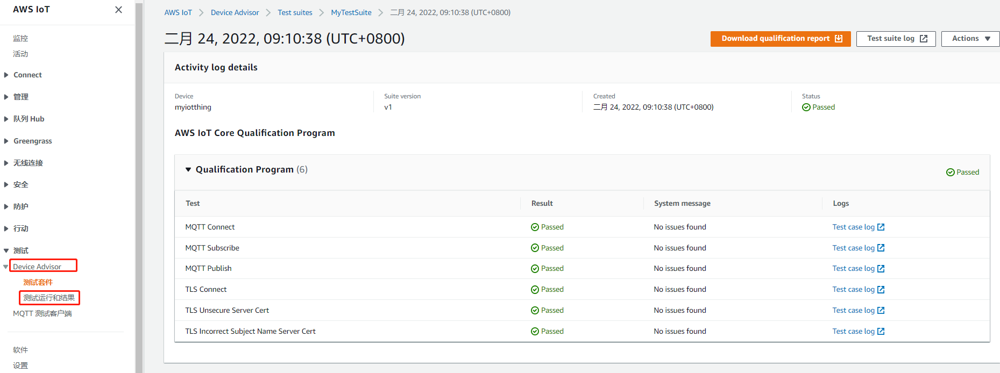 AWS IoT
监控
活动
Connect
管理
队列 Hub
Greengrass
无线连接
安全
防护
行动
测试
Device Advisor
测试套件
测试运行和结果
MQTT 测试客户端
软件
设置
AWS IoT Device Advisor Test suites MyTestSuite 二月 24, 2022, 09:10:38 (UTC+0800)
二月 24, 2022, 09:10:38 (UTC+0800)
Download qualification report Test suite log Actions
Activity log details
Device Suite version Created Status
myiotthing v1 二月 24, 2022, 09:10:38 (UTC+0800) Passed
AWS IoT Core Qualification Program
Qualification Program (6) Passed
Test Result System message Logs
MQTT Connect Passed No issues found Test case log
MQTT Subscribe Passed No issues found Test case log
MQTT Publish Passed No issues found Test case log
TLS Connect Passed No issues found Test case log
TLS Unsecure Server Cert Passed No issues found Test case log
TLS Incorrect Subject Name Server Cert Passed No issues found Test case log